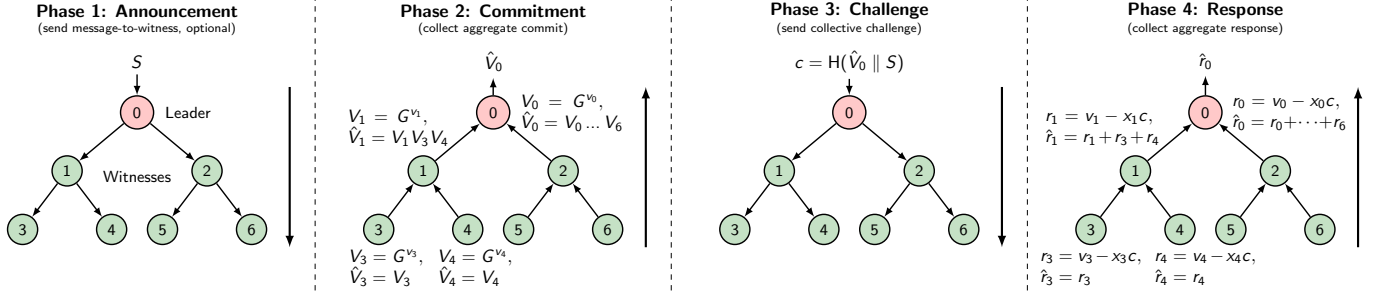 Phase 1: Announcement
(send message-to-witness, optional)
S
0
Leader
1
Witnesses
2
3
4
5
6
Phase 2: Commitment
(collect aggregate commit)
V̂₀
V₁ = G^{v₁},
V̂₁ = V₁V₃V₄
0
V₀ = G^{v₀},
V̂₀ = V₀...V₆
1
2
3
4
5
6
V₃ = G^{v₃}, V₄ = G^{v₄},
V̂₃ = V₃ V̂₄ = V₄
Phase 3: Challenge
(send collective challenge)
c = H(V̂₀ ∥ S)
0
1
2
3
4
5
6
Phase 4: Response
(collect aggregate response)
r̂₀
r₁ = v₁ − x₁c,
r̂₁ = r₁+r₃+r₄
0
r₀ = v₀ − x₀c,
r̂₀ = r₀+⋯+r₆
1
2
3
4
5
6
r₃ = v₃−x₃c, r₄ = v₄−x₄c,
r̂₃ = r₃ r̂₄ = r₄